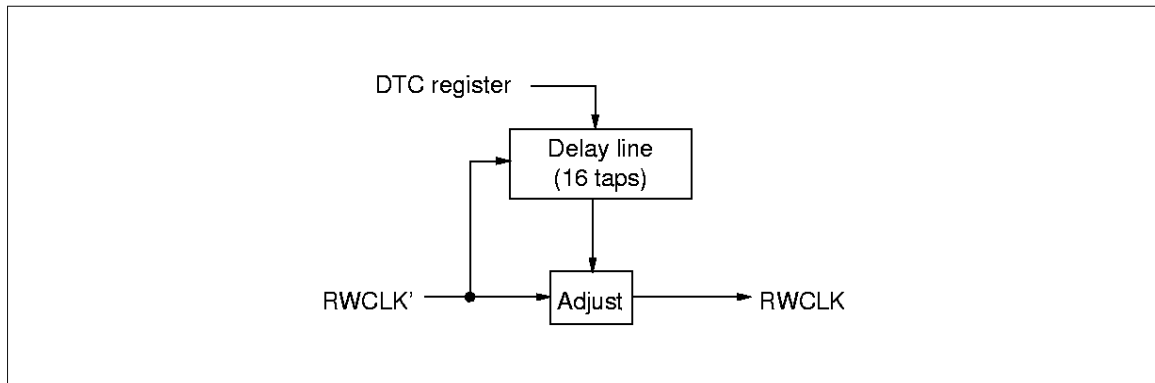 DTC register
Delay line
(16 taps)
RWCLK’
Adjust
RWCLK